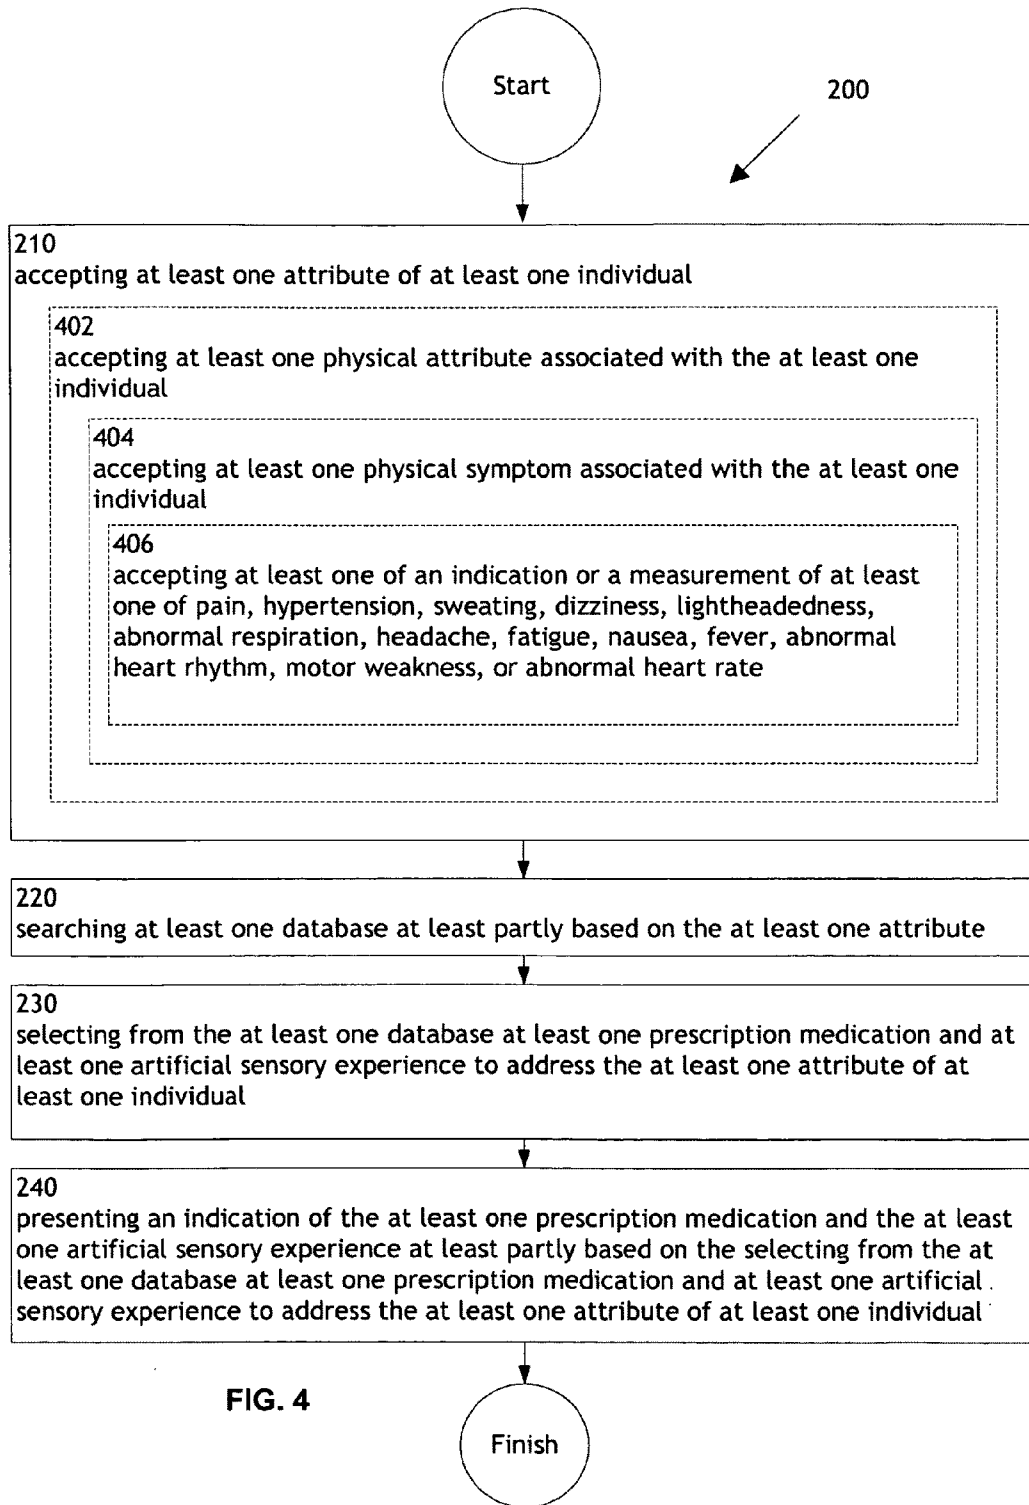 Start
200
210
accepting at least one attribute of at least one individual
402
accepting at least one physical attribute associated with the at least one
individual
404
accepting at least one physical symptom associated with the at least one
individual
406
accepting at least one of an indication or a measurement of at least
one of pain, hypertension, sweating, dizziness, lightheadedness,
abnormal respiration, headache, fatigue, nausea, fever, abnormal
heart rhythm, motor weakness, or abnormal heart rate
220
searching at least one database at least partly based on the at least one attribute
230
selecting from the at least one database at least one prescription medication and at
least one artificial sensory experience to address the at least one attribute of at
least one individual
240
presenting an indication of the at least one prescription medication and the at least
one artificial sensory experience at least partly based on the selecting from the at
least one database at least one prescription medication and at least one artificial
sensory experience to address the at least one attribute of at least one individual
FIG. 4
Finish